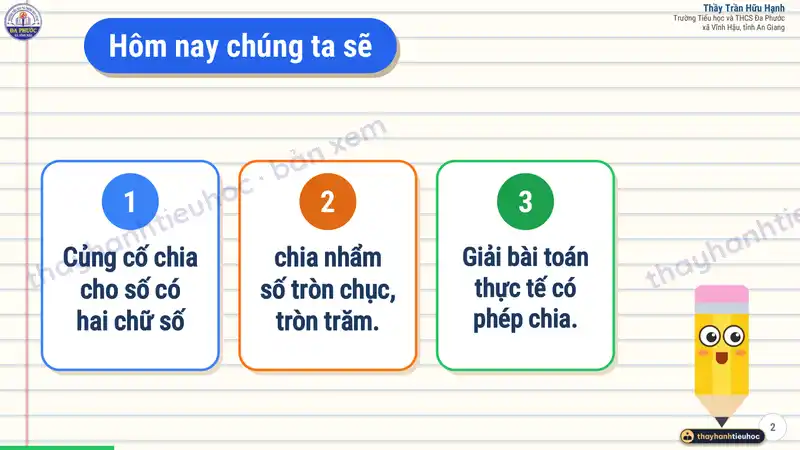 Thầy Trần Hữu Hạnh
Trường Tiểu học và THCS Đa Phước
xã Vĩnh Hậu, tỉnh An Giang
ĐA PHƯỚC
Hôm nay chúng ta sẽ
1
Củng cố chia
cho số có
hai chữ số
2
chia nhẩm
số tròn chục,
tròn trăm.
3
Giải bài toán
thực tế có
phép chia.
thayhanhtieuhoc · bản xem
thayhanhtieuhoc
thayhanhtieuhoc
2